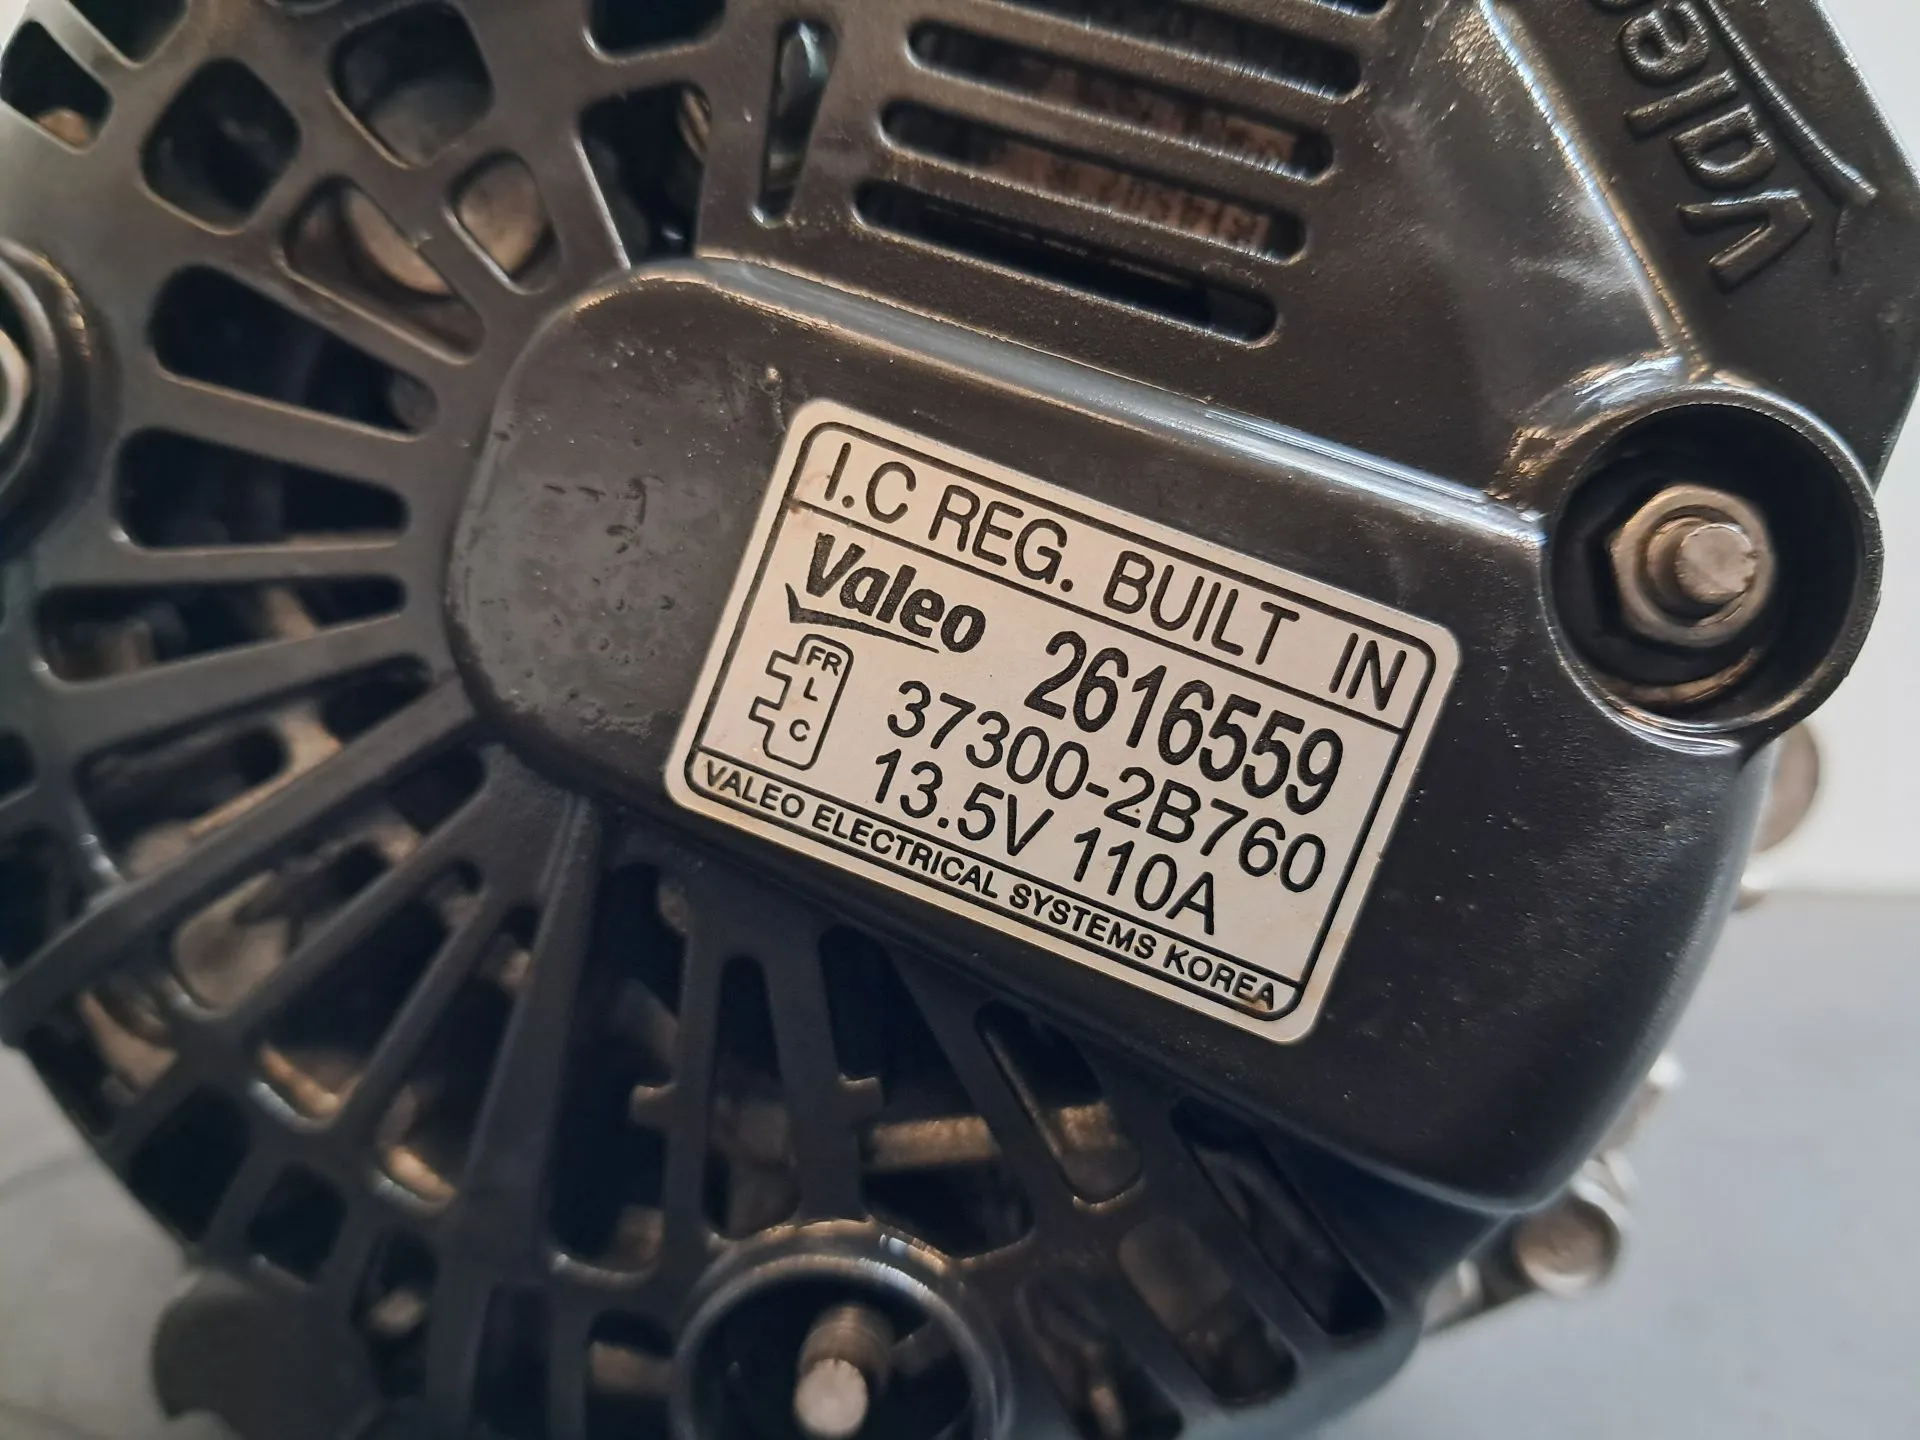 Valeo
I.C REG. BUILT IN
Valeo 2616559
FR
L
C
37300-2B760
13.5V 110A
VALEO ELECTRICAL SYSTEMS KOREA